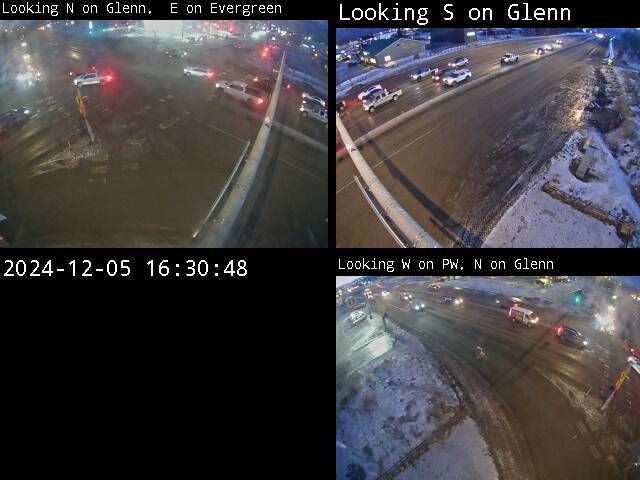 Looking N on Glenn,  E on Evergreen
Looking S on Glenn
2024-12-05 16:30:48
Looking W on PW, N on Glenn